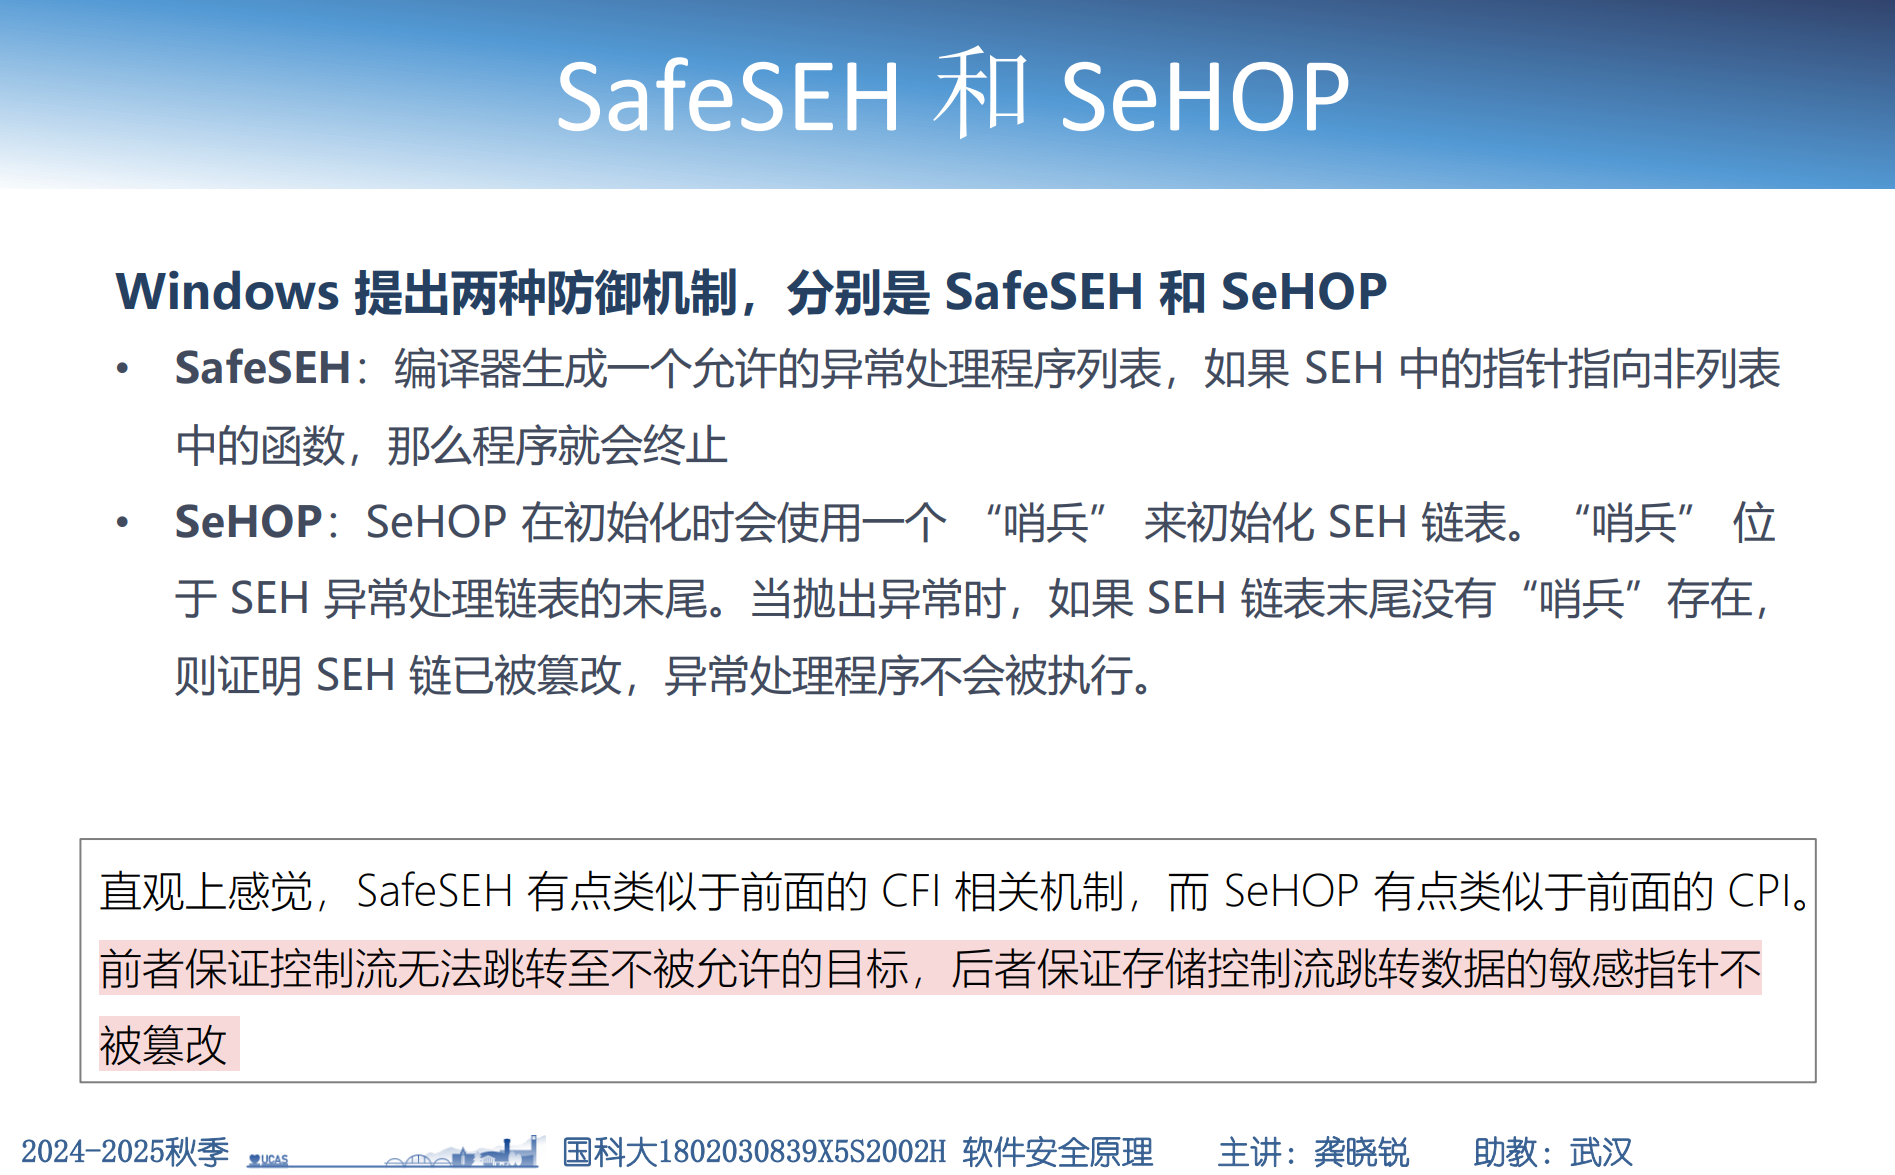 SafeSEH 和 SeHOP
Windows 提出两种防御机制，分别是 SafeSEH 和 SeHOP
• SafeSEH：编译器生成一个允许的异常处理程序列表，如果 SEH 中的指针指向非列表
中的函数，那么程序就会终止
• SeHOP：SeHOP 在初始化时会使用一个 “哨兵” 来初始化 SEH 链表。 “哨兵” 位
于 SEH 异常处理链表的末尾。当抛出异常时，如果 SEH 链表末尾没有“哨兵”存在，
则证明 SEH 链已被篡改，异常处理程序不会被执行。
直观上感觉，SafeSEH 有点类似于前面的 CFI 相关机制，而 SeHOP 有点类似于前面的 CPI。
前者保证控制流无法跳转至不被允许的目标，后者保证存储控制流跳转数据的敏感指针不
被篡改
2024-2025秋季 UCAS 国科大1802030839X5S2002H 软件安全原理 主讲：龚晓锐 助教：武汉